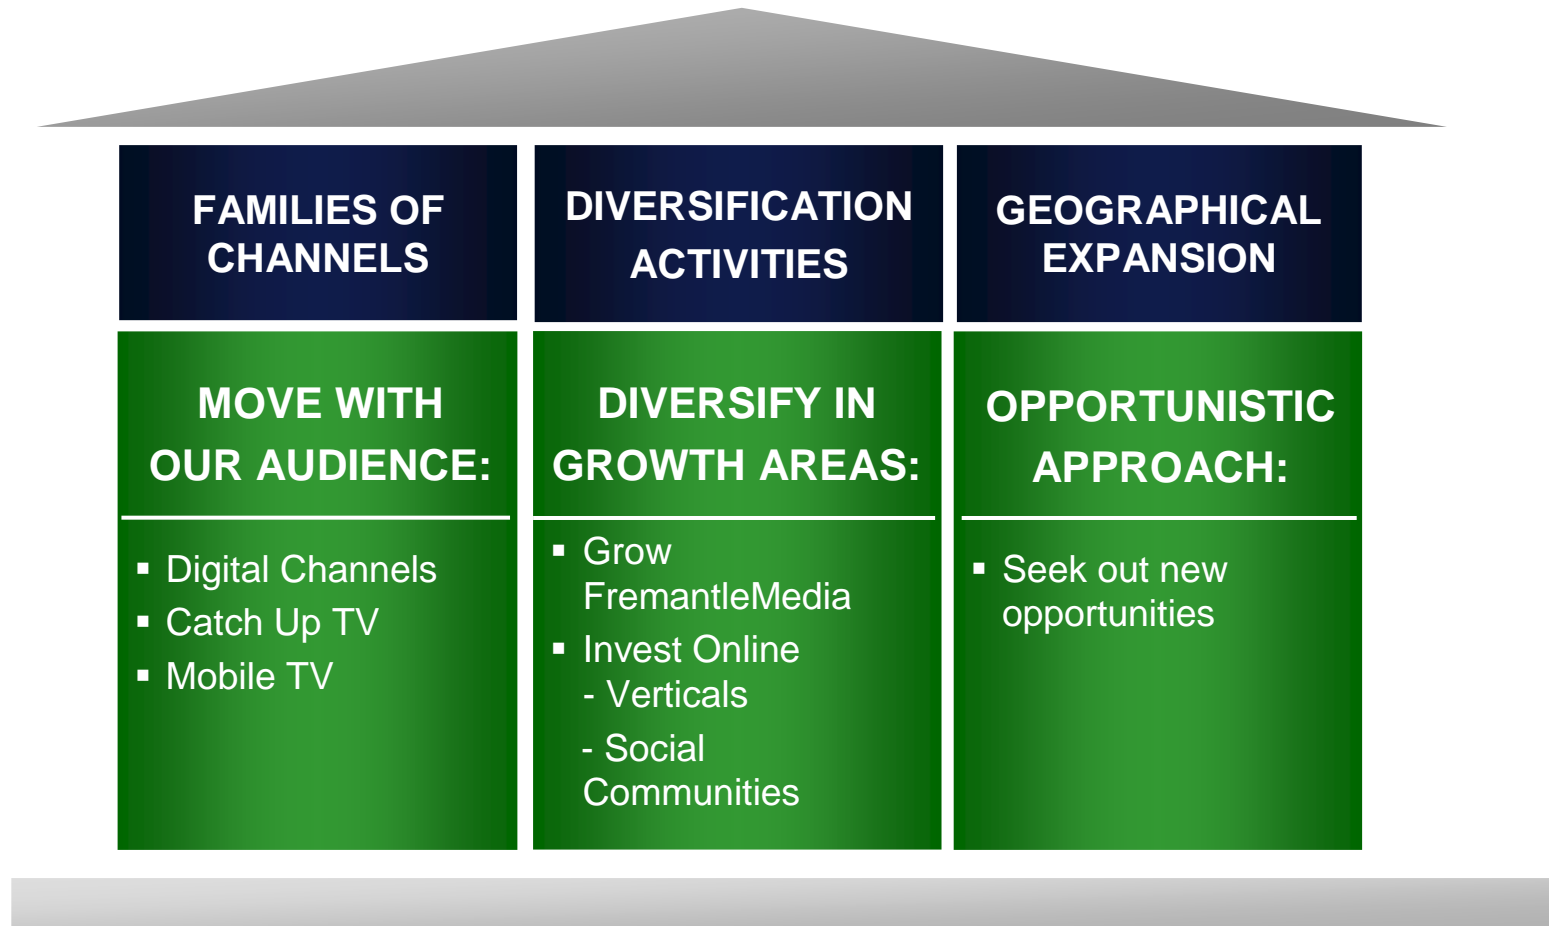 FAMILIES OF
CHANNELS
DIVERSIFICATION
ACTIVITIES
GEOGRAPHICAL
EXPANSION
MOVE WITH
OUR AUDIENCE:
▪ Digital Channels
▪ Catch Up TV
▪ Mobile TV
DIVERSIFY IN
GROWTH AREAS:
▪ Grow
FremantleMedia
▪ Invest Online
- Verticals
- Social
Communities
OPPORTUNISTIC
APPROACH:
▪ Seek out new
opportunities